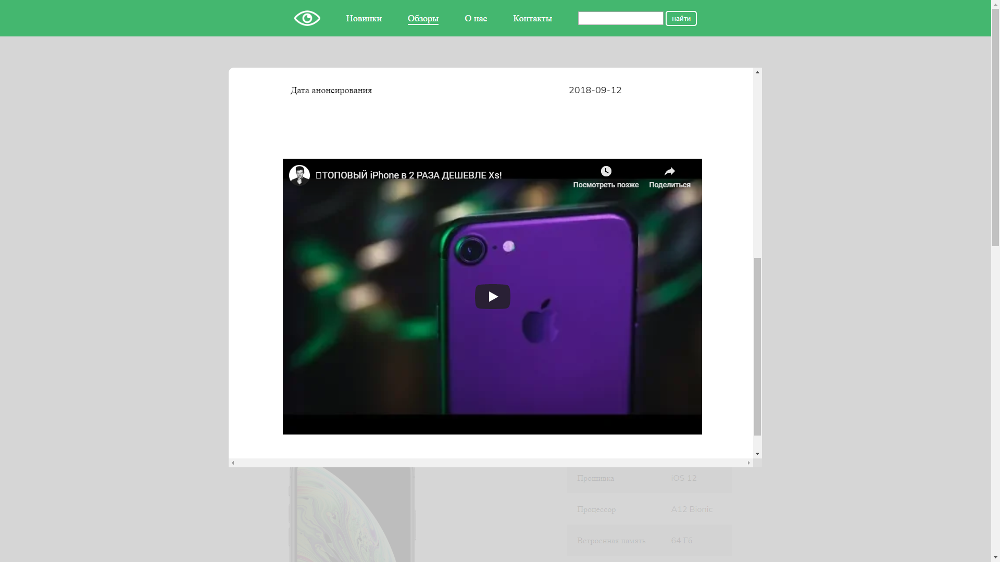 Новинки
Обзоры
О нас
Контакты
найти
Дата анонсирования 2018-09-12
ТОПОВЫЙ iPhone в 2 РАЗА ДЕШЕВЛЕ Xs!
Посмотреть позже
Поделиться
Прошивка iOS 12
Процессор A12 Bionic
Встроенная память 64 Гб